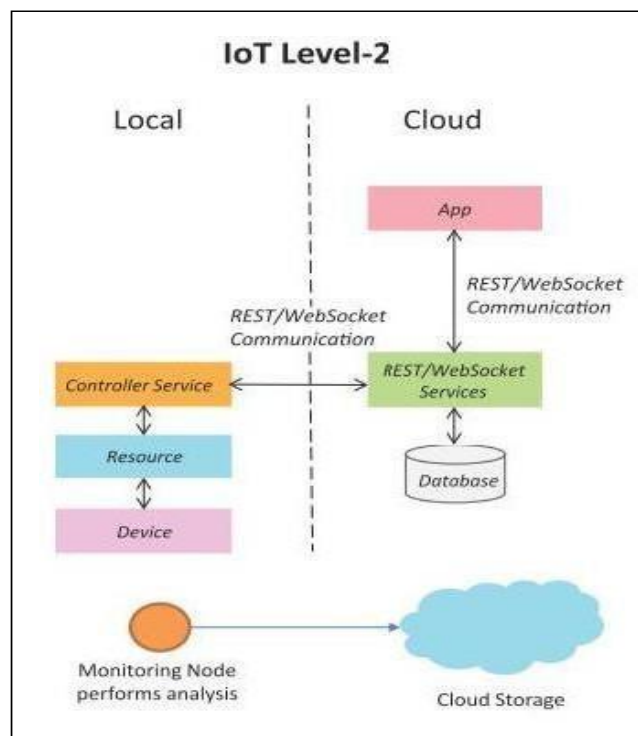 IoT Level-2
Local
Cloud
App
REST/WebSocket
Communication
REST/WebSocket
Communication
Controller Service
REST/WebSocket
Services
Resource
Database
Device
Monitoring Node
performs analysis
Cloud Storage